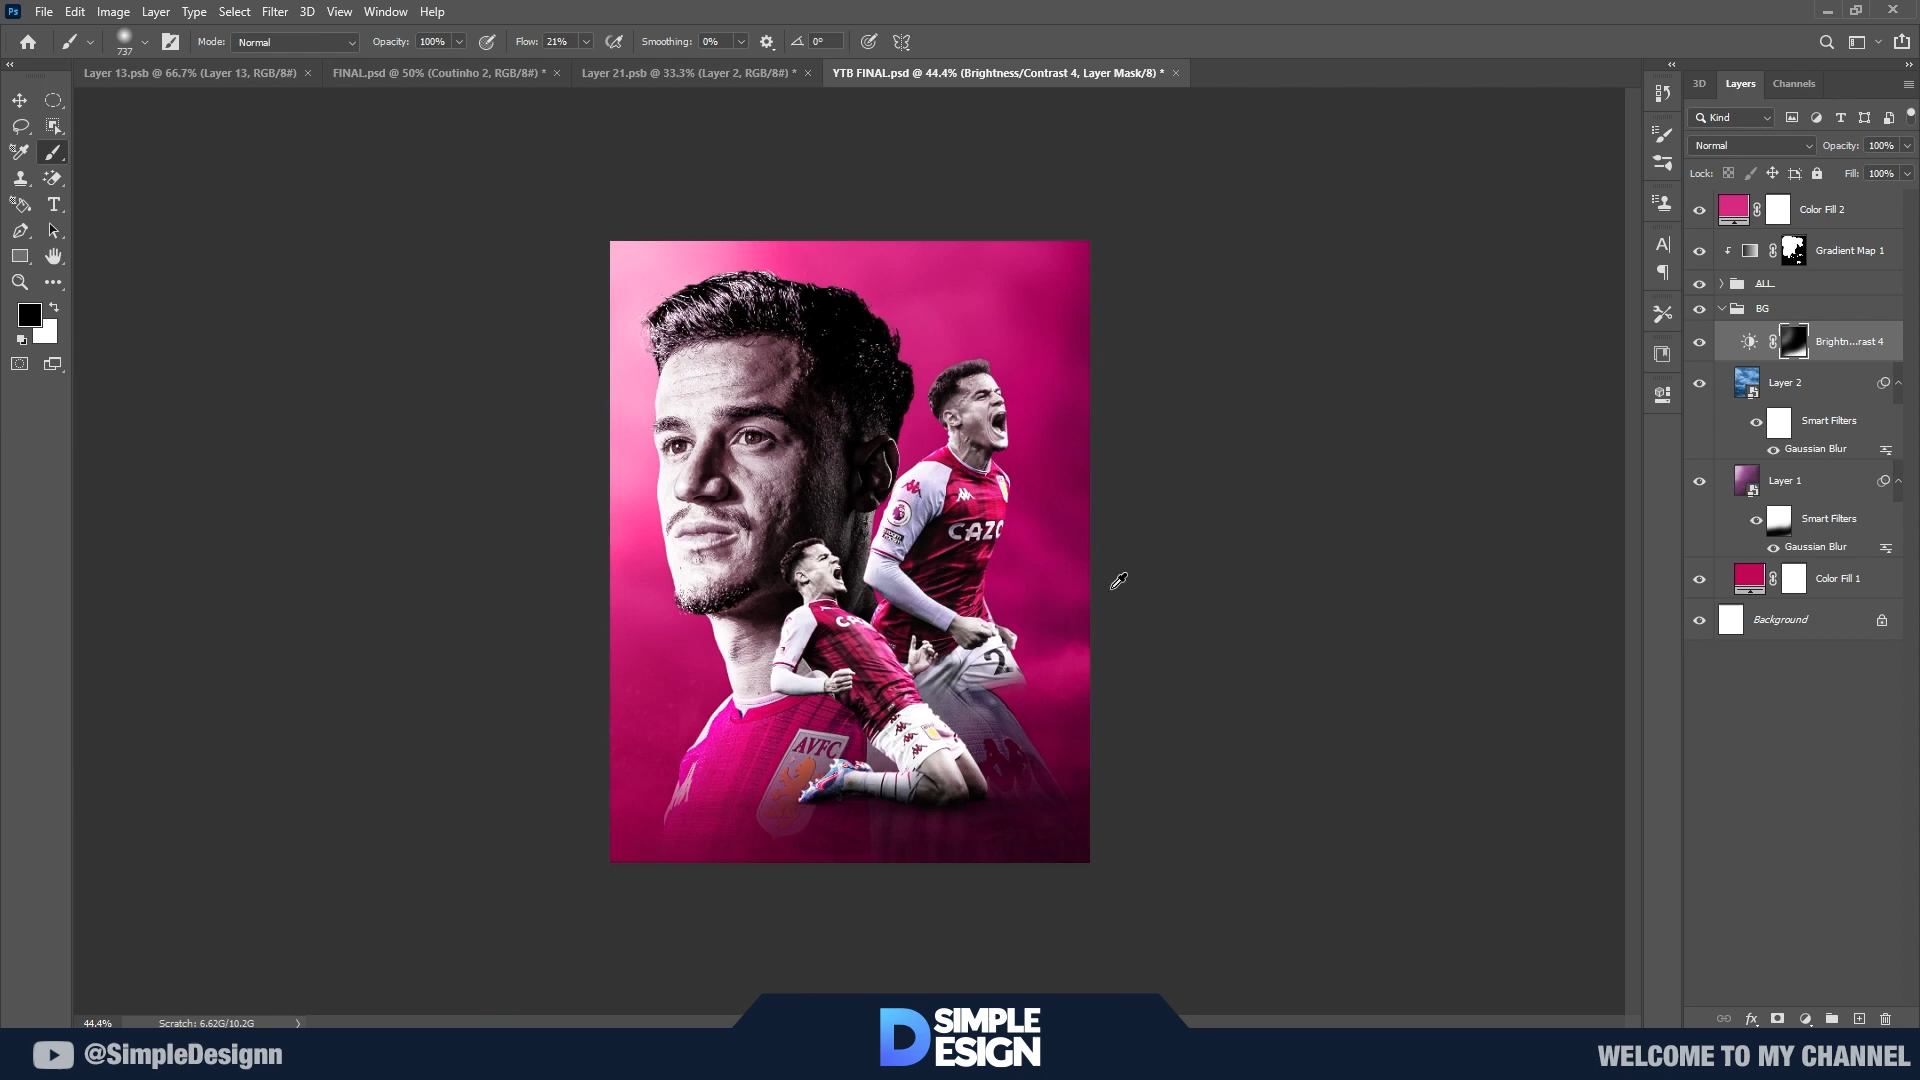 Ps File Edit Image Layer Type Select Filter 3D View Window Help
737 Mode: Normal Opacity: 100% Flow: 21% Smoothing: 0% 0°
Layer 13.psb @ 66.7% (Layer 13, RGB/8#) × FINAL.psd @ 50% (Coutinho 2, RGB/8#) * × Layer 21.psb @ 33.3% (Layer 2, RGB/8#) * × YTB FINAL.psd @ 44.4% (Brightness/Contrast 4, Layer Mask/8) * ×
3D Layers Channels
Kind
Normal Opacity: 100%
Lock: Fill: 100%
Color Fill 2
Gradient Map 1
ALL
BG
Brightn...rast 4
Layer 2
Smart Filters
Gaussian Blur
Layer 1
Smart Filters
Gaussian Blur
Color Fill 1
Background
CAZC
CA
2
AVFC
44.4% Scratch: 6.62G/10.2G
@SimpleDesignn
D SIMPLE
ESIGN
WELCOME TO MY CHANNEL